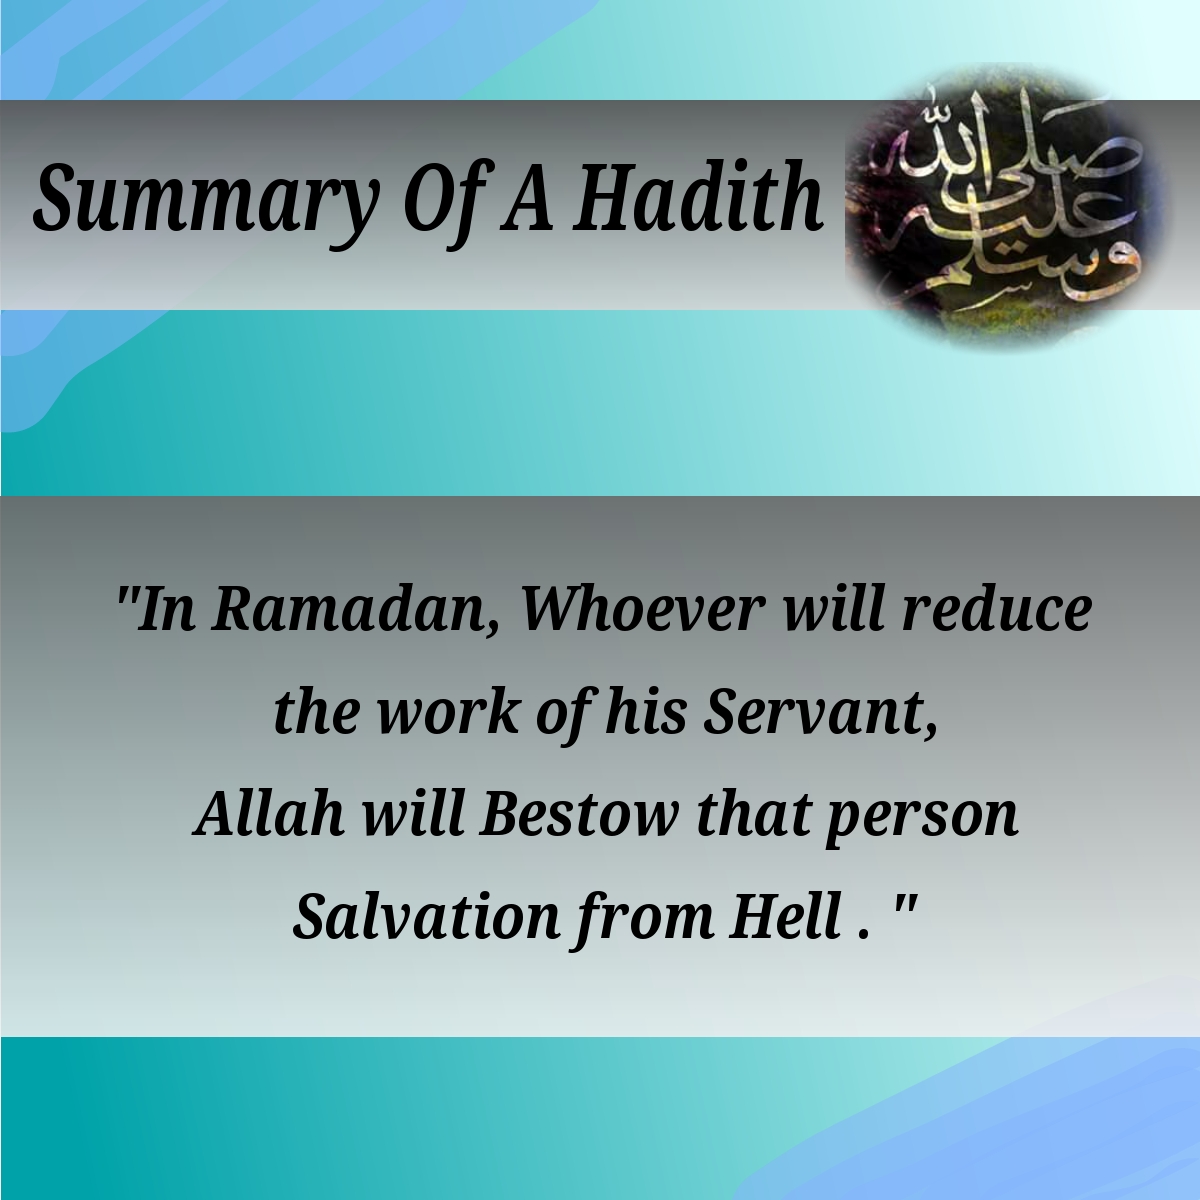 Summary Of A Hadith
صلى الله
عليه
وسلم
"In Ramadan, Whoever will reduce
the work of his Servant,
Allah will Bestow that person
Salvation from Hell . "